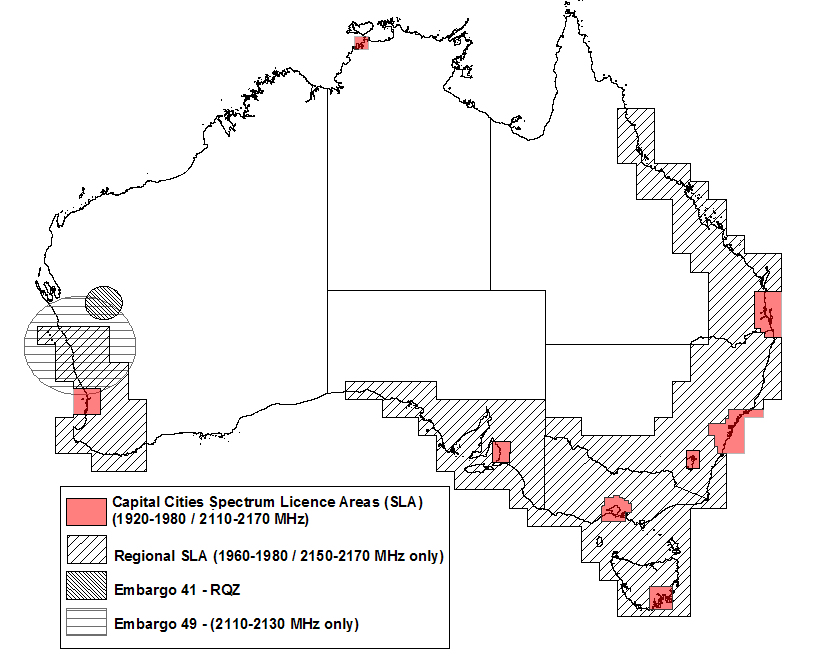 Capital Cities Spectrum Licence Areas (SLA)
(1920-1980 / 2110-2170 MHz)
Regional SLA (1960-1980 / 2150-2170 MHz only)
Embargo 41 - RQZ
Embargo 49 - (2110-2130 MHz only)